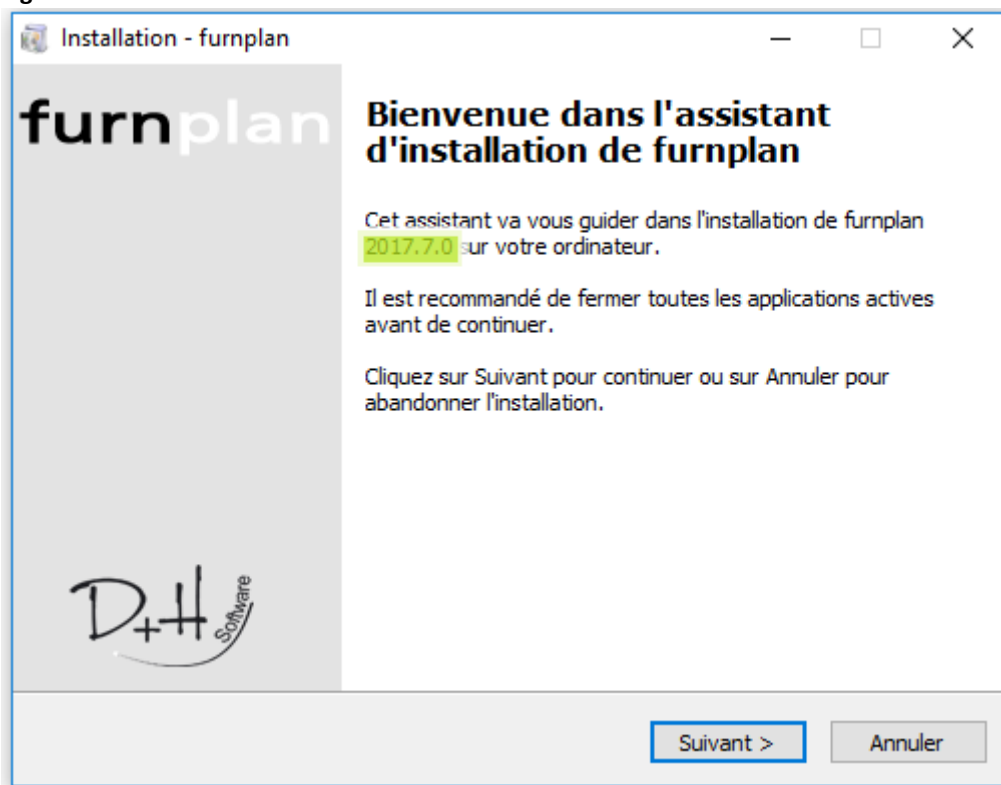 Installation - furnplan
furnplan
Bienvenue dans l'assistant
d'installation de furnplan
Cet assistant va vous guider dans l'installation de furnplan
2017.7.0 sur votre ordinateur.
Il est recommandé de fermer toutes les applications actives
avant de continuer.
Cliquez sur Suivant pour continuer ou sur Annuler pour
abandonner l'installation.
D+H Software
Suivant >
Annuler